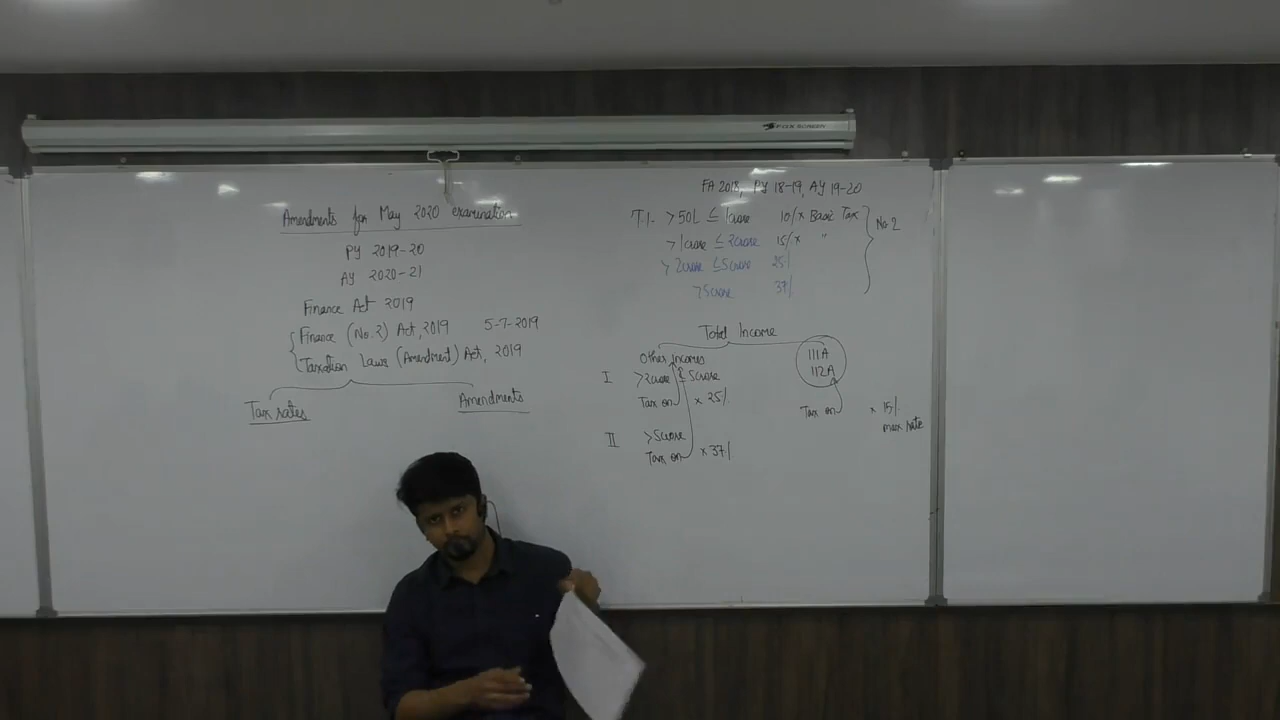 FOX SCREEN
Amendments for May 2020 examination
PY 2019-20
AY 2020-21
Finance Act 2019
Finance (No.2) Act, 2019 5-7-2019
Taxation Laws (Amendment) Act, 2019
Tax rates Amendments
FA 2018, PY 18-19, AY 19-20
T.I. >50L ≤ 1crore 10% x Basic Tax
>1crore ≤ 2crore 15% x "
>2crore ≤5crore 25%
>5crore 37%
No.2
Total Income
Other incomes 111A
112A
I >2crore ≤ 5crore
Tax on x 25% Tax on x 15%
max rate
II >5crore
Tax on x 37%